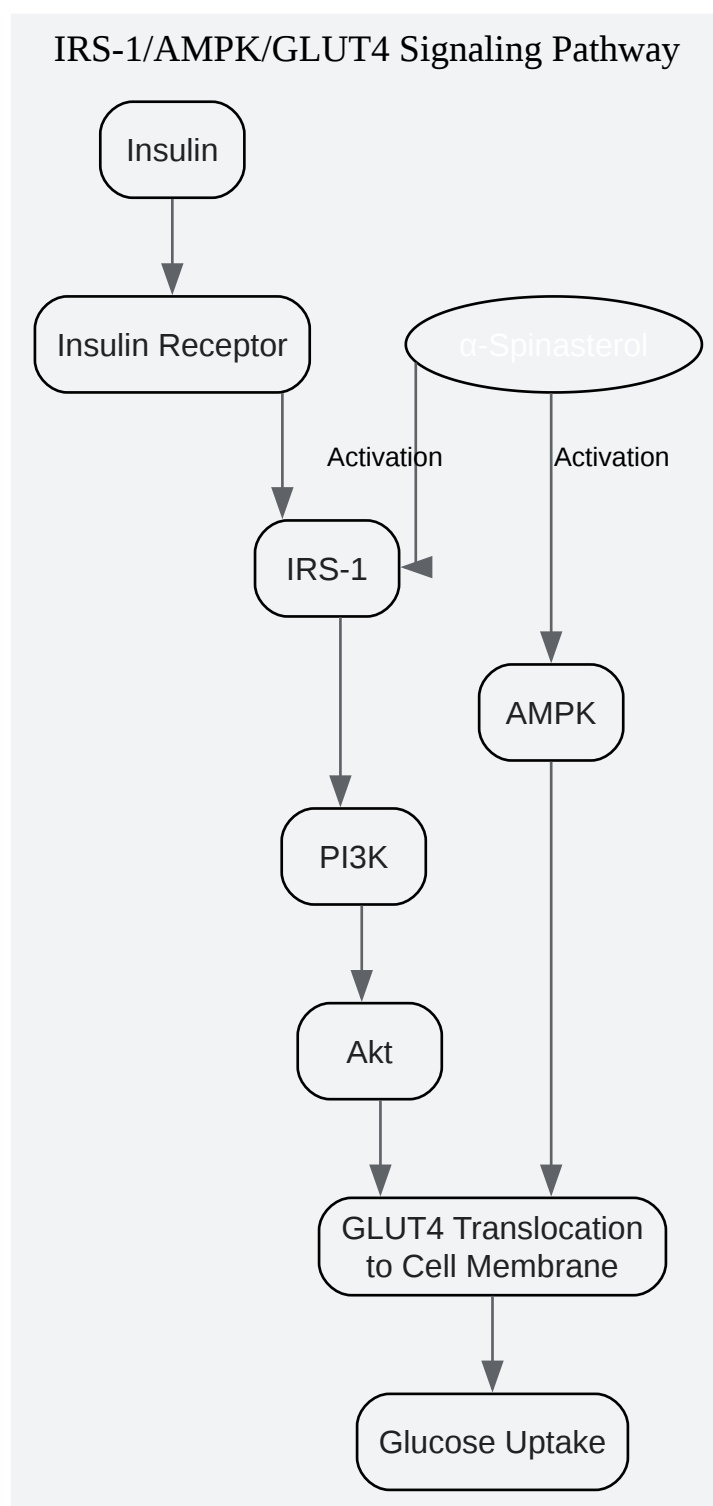 IRS-1/AMPK/GLUT4 Signaling Pathway
Insulin
Insulin Receptor
α-Spinasterol
Activation
Activation
IRS-1
AMPK
PI3K
Akt
GLUT4 Translocation
to Cell Membrane
Glucose Uptake